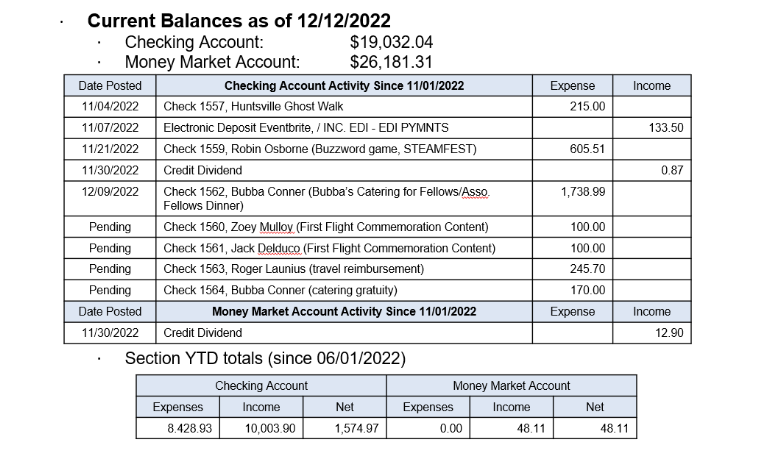 · Current Balances as of 12/12/2022
· Checking Account: $19,032.04
· Money Market Account: $26,181.31
Date Posted Checking Account Activity Since 11/01/2022 Expense Income
11/04/2022 Check 1557, Huntsville Ghost Walk 215.00
11/07/2022 Electronic Deposit Eventbrite, / INC. EDI - EDI PYMNTS 133.50
11/21/2022 Check 1559, Robin Osborne (Buzzword game, STEAMFEST) 605.51
11/30/2022 Credit Dividend 0.87
12/09/2022 Check 1562, Bubba Conner (Bubba's Catering for Fellows/Asso. 1,738.99
Fellows Dinner)
Pending Check 1560, Zoey Mulloy (First Flight Commemoration Content) 100.00
Pending Check 1561, Jack Delduco (First Flight Commemoration Content) 100.00
Pending Check 1563, Roger Launius (travel reimbursement) 245.70
Pending Check 1564, Bubba Conner (catering gratuity) 170.00
Date Posted Money Market Account Activity Since 11/01/2022 Expense Income
11/30/2022 Credit Dividend 12.90
· Section YTD totals (since 06/01/2022)
Checking Account Money Market Account
Expenses Income Net Expenses Income Net
8.428.93 10,003.90 1,574.97 0.00 48.11 48.11